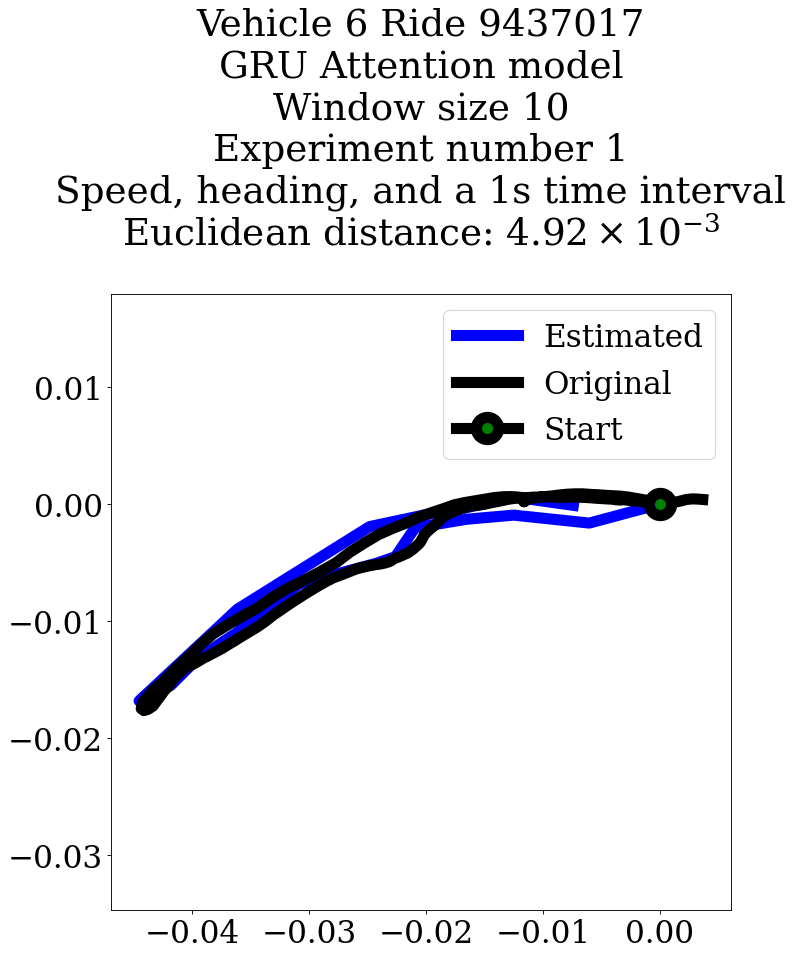 Vehicle 6 Ride 9437017
GRU Attention model
Window size 10
Experiment number 1
Speed, heading, and a 1s time interval
Euclidean distance: 4.92 × 10⁻³
Estimated
Original
Start
0.01
0.00
−0.01
−0.02
−0.03
−0.04 −0.03 −0.02 −0.01 0.00